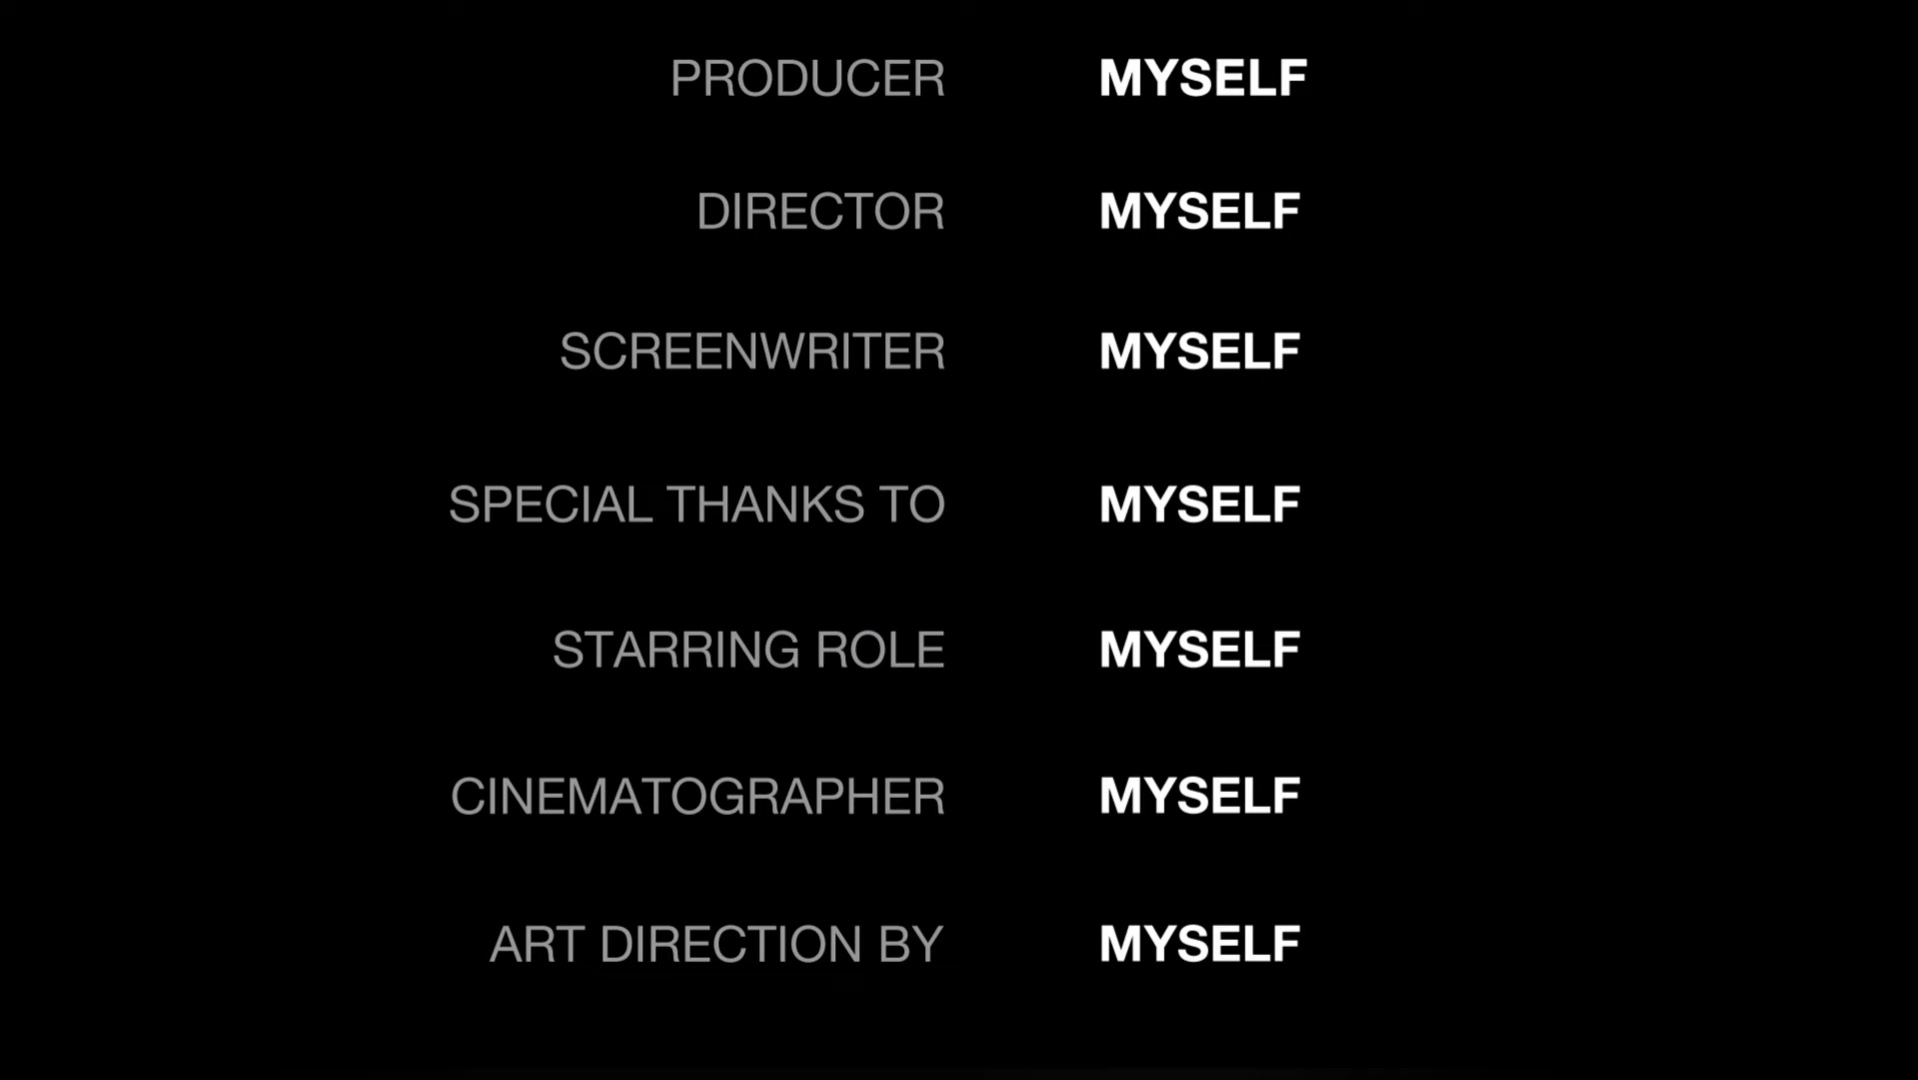 PRODUCER MYSELF
DIRECTOR MYSELF
SCREENWRITER MYSELF
SPECIAL THANKS TO MYSELF
STARRING ROLE MYSELF
CINEMATOGRAPHER MYSELF
ART DIRECTION BY MYSELF